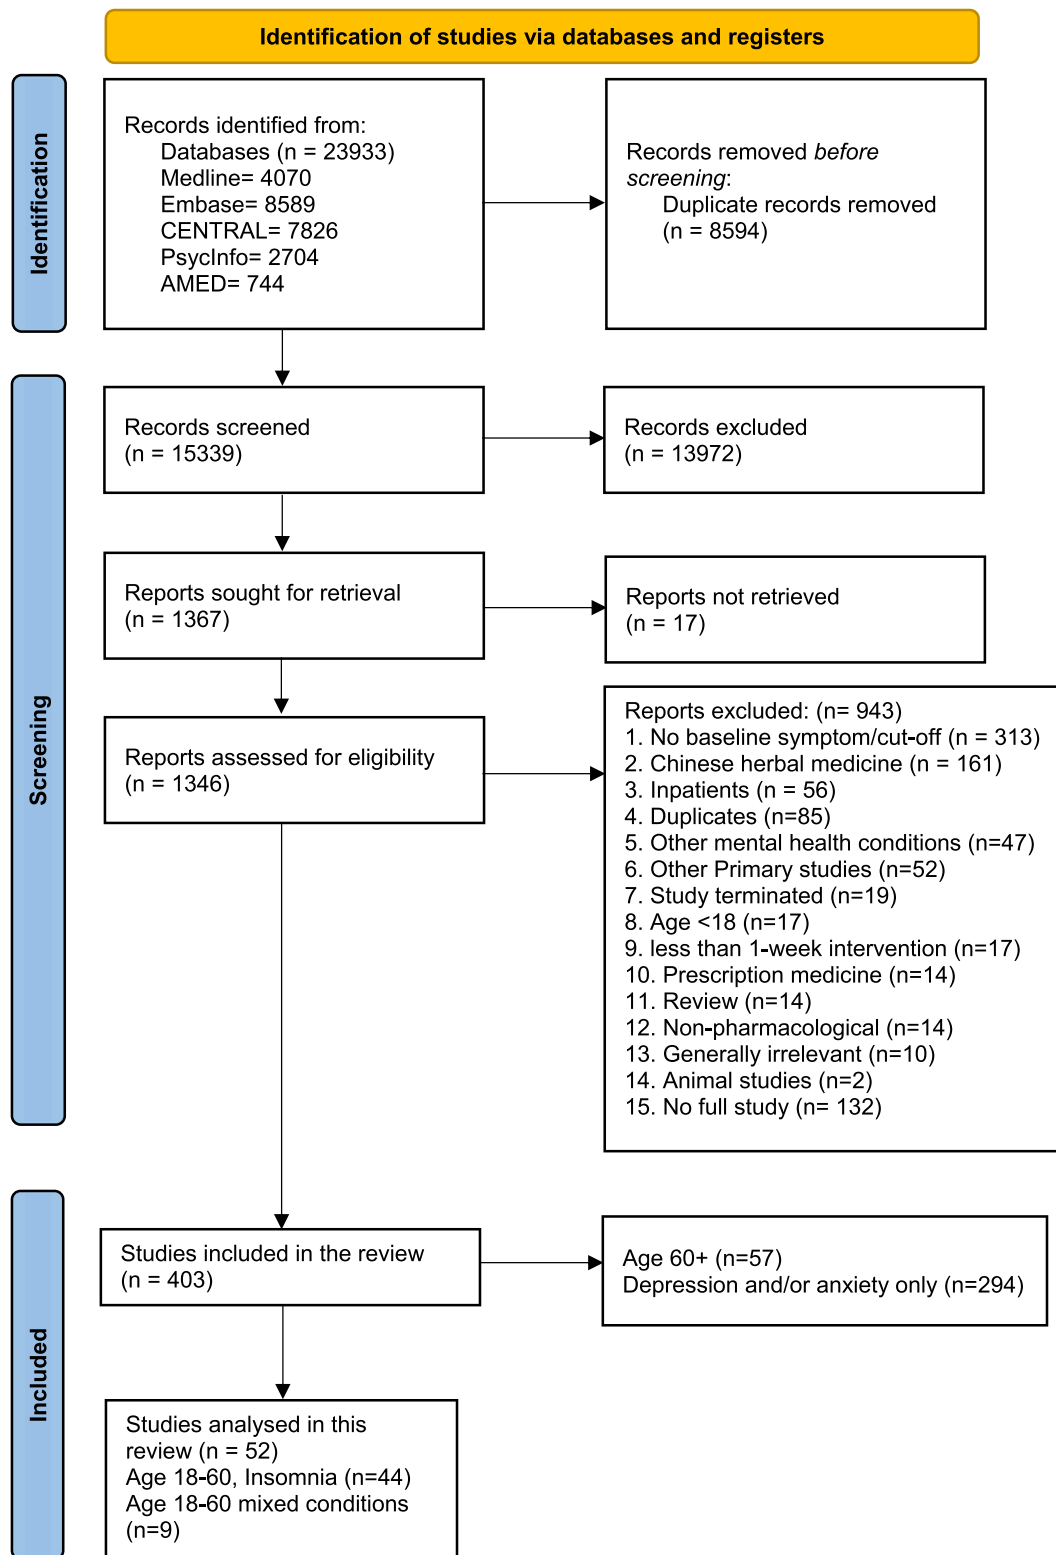 Identification of studies via databases and registers
Identification
Records identified from:
Databases (n = 23933)
Medline= 4070
Embase= 8589
CENTRAL= 7826
PsycInfo= 2704
AMED= 744
Records removed before
screening:
Duplicate records removed
(n = 8594)
Screening
Records screened
(n = 15339)
Records excluded
(n = 13972)
Reports sought for retrieval
(n = 1367)
Reports not retrieved
(n = 17)
Reports assessed for eligibility
(n = 1346)
Reports excluded: (n= 943)
1. No baseline symptom/cut-off (n = 313)
2. Chinese herbal medicine (n = 161)
3. Inpatients (n = 56)
4. Duplicates (n=85)
5. Other mental health conditions (n=47)
6. Other Primary studies (n=52)
7. Study terminated (n=19)
8. Age <18 (n=17)
9. less than 1-week intervention (n=17)
10. Prescription medicine (n=14)
11. Review (n=14)
12. Non-pharmacological (n=14)
13. Generally irrelevant (n=10)
14. Animal studies (n=2)
15. No full study (n= 132)
Included
Studies included in the review
(n = 403)
Age 60+ (n=57)
Depression and/or anxiety only (n=294)
Studies analysed in this
review (n = 52)
Age 18-60, Insomnia (n=44)
Age 18-60 mixed conditions
(n=9)